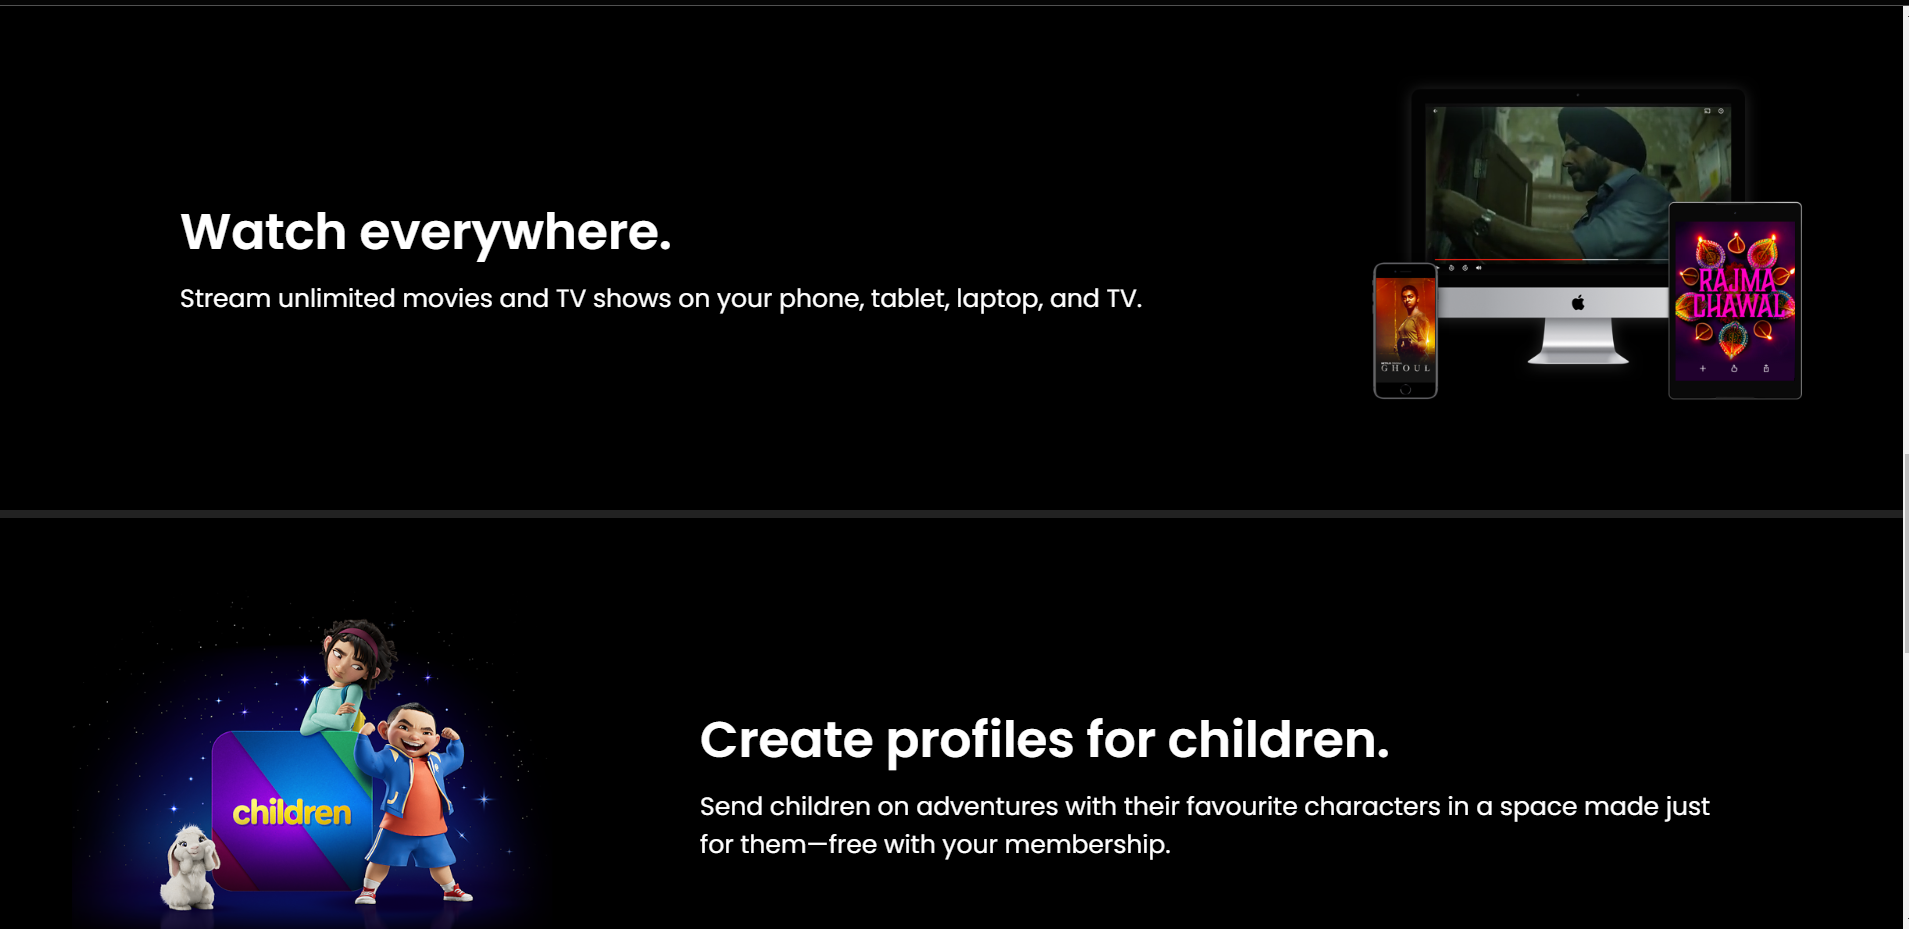 Watch everywhere.
Stream unlimited movies and TV shows on your phone, tablet, laptop, and TV.
GHOUL
RAJMA
CHAWAL
children
Create profiles for children.
Send children on adventures with their favourite characters in a space made just
for them—free with your membership.